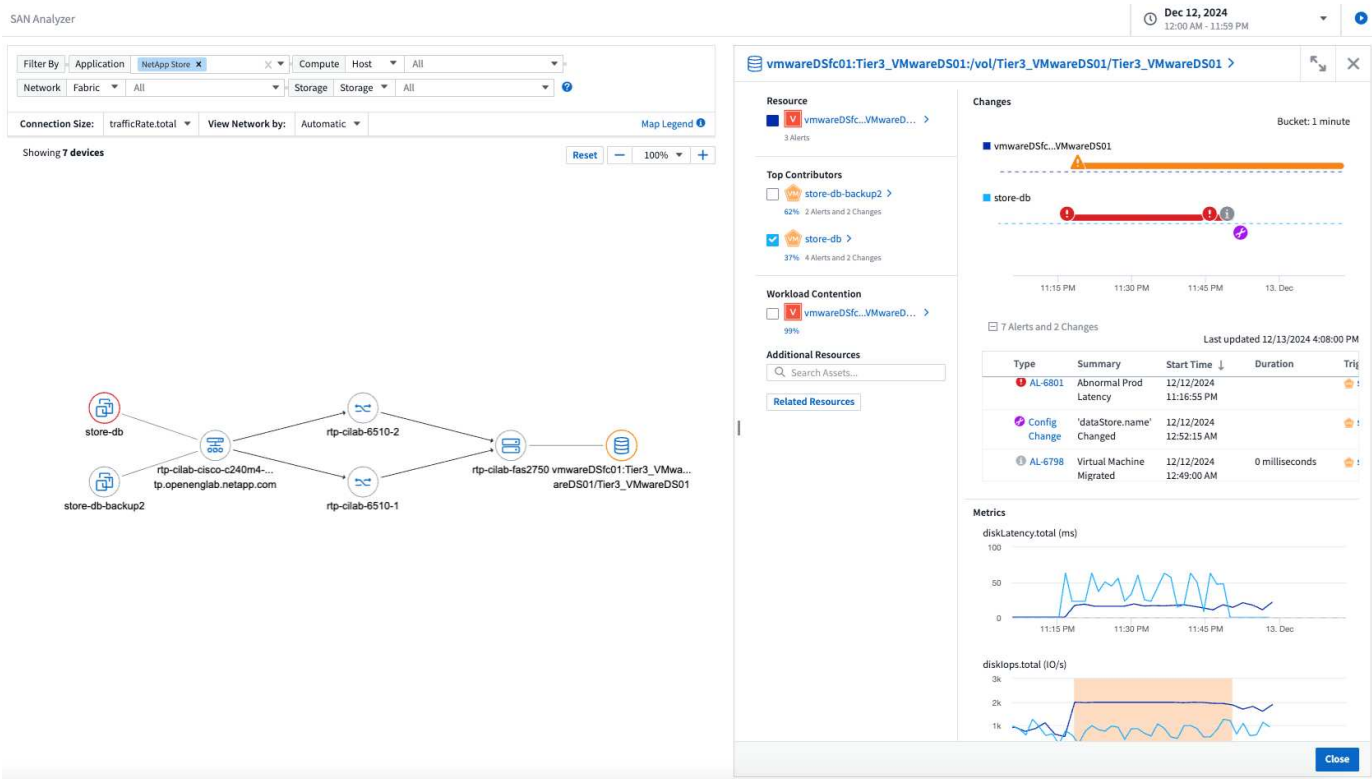 SAN Analyzer
Dec 12, 2024
12:00 AM - 11:59 PM
Filter By Application NetApp Store x Compute Host All
Network Fabric All Storage Storage All
Connection Size: trafficRate.total View Network by: Automatic Map Legend
Showing 7 devices
Reset 100%
store-db
store-db-backup2
rtp-cilab-cisco-c240m4-...
tp.openenglab.netapp.com
rtp-cilab-6510-2
rtp-cilab-6510-1
rtp-cilab-fas2750
vmwareDSfc01:Tier3_VMwa...
areDS01/Tier3_VMwareDS01
vmwareDSfc01:Tier3_VMwareDS01:/vol/Tier3_VMwareDS01/Tier3_VMwareDS01
Resource
V vmwareDSfc...VMwareD...
3 Alerts
Top Contributors
VM store-db-backup2
62% 2 Alerts and 2 Changes
VM store-db
37% 4 Alerts and 2 Changes
Workload Contention
V vmwareDSfc...VMwareD...
99%
Additional Resources
Search Assets...
Related Resources
Changes
Bucket: 1 minute
vmwareDSfc...VMwareDS01
store-db
11:15 PM 11:30 PM 11:45 PM 13. Dec
7 Alerts and 2 Changes
Last updated 12/13/2024 4:08:00 PM
Type Summary Start Time ↓ Duration Trig
AL-6801 Abnormal Prod Latency 12/12/2024 11:16:55 PM
Config Change 'dataStore.name' Changed 12/12/2024 12:52:15 AM
AL-6798 Virtual Machine Migrated 12/12/2024 12:49:00 AM 0 milliseconds
Metrics
diskLatency.total (ms)
100
50
0
11:15 PM 11:30 PM 11:45 PM 13. Dec
diskIops.total (IO/s)
3k
2k
1k
Close